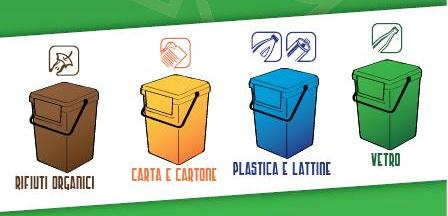 RIFIUTI ORGANICI
CARTA E CARTONE
PLASTICA E LATTINE
VETRO